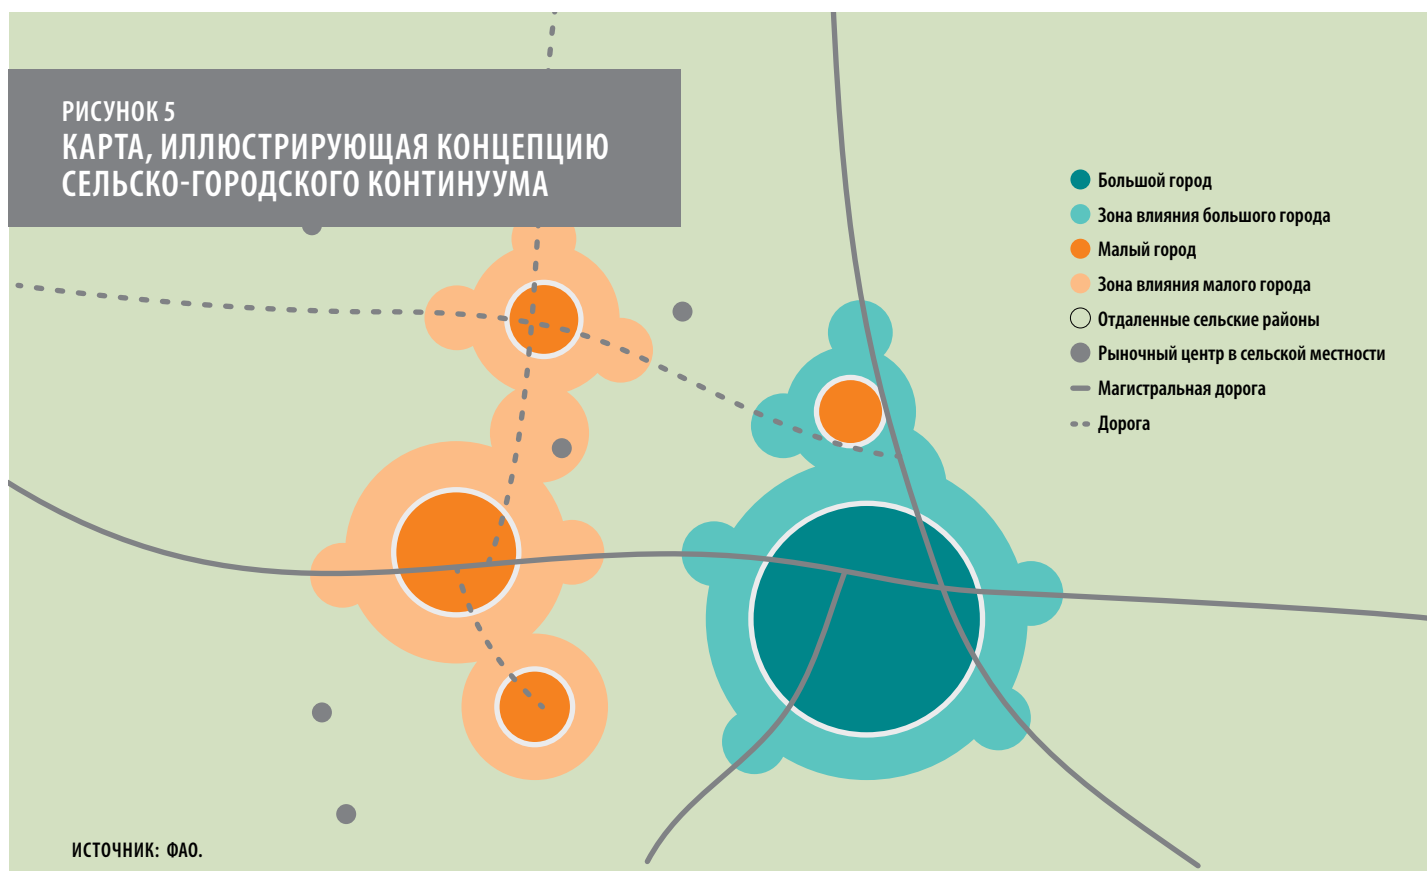 РИСУНОК 5
КАРТА, ИЛЛЮСТРИРУЮЩАЯ КОНЦЕПЦИЮ
СЕЛЬСКО-ГОРОДСКОГО КОНТИНУУМА
Большой город
Зона влияния большого города
Малый город
Зона влияния малого города
Отдаленные сельские районы
Рыночный центр в сельской местности
Магистральная дорога
Дорога
ИСТОЧНИК: ФАО.